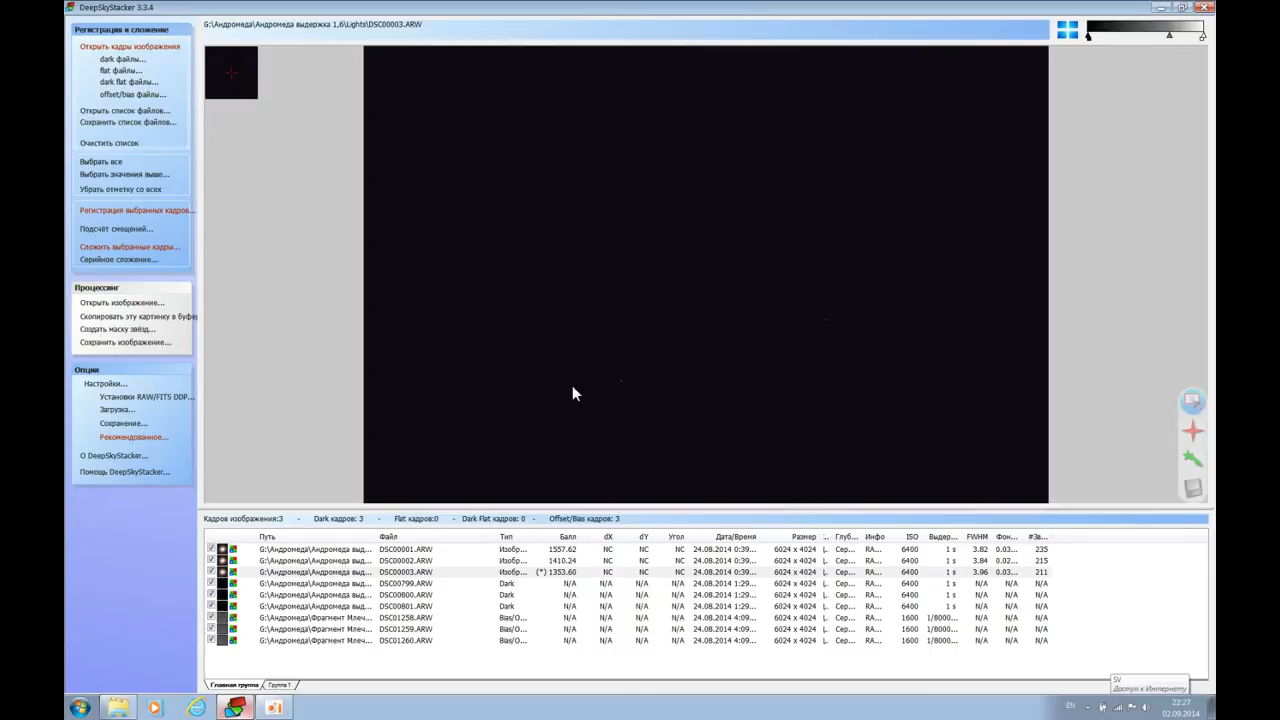 DeepSkyStacker 3.3.4
Регистрация и сложение
Открыть кадры изображения
dark файлы...
flat файлы...
dark flat файлы...
offset/bias файлы...
Открыть список файлов...
Сохранить список файлов...
Очистить список
Выбрать все
Выбрать значения выше...
Убрать отметку со всех
Регистрация выбранных кадров...
Подсчёт смещений...
Сложить выбранные кадры...
Серийное сложение...
Процессинг
Открыть изображение...
Скопировать эту картинку в буфе
Создать маску звёзд...
Сохранить изображение...
Опции
Настройки...
Установки RAW/FITS DDP...
Загрузка...
Сохранение...
Рекомендованное...
О DeepSkyStacker...
Помощь DeepSkyStacker...
G:\Андромеда\Андромеда выдержка 1,6\Lights\DSC00003.ARW
Кадров изображения:3 - Dark кадров: 3 - Flat кадров:0 - Dark Flat кадров: 0 - Offset/Bias кадров: 3
Путь Файл Тип Балл dX dY Угол Дата/Время Размер Глуб... Инфо ISO Выдер... FWHM Фон... #Зв...
G:\Андромеда\Андромеда выд... DSC00001.ARW Изобр... 1557.62 NC NC NC 24.08.2014 0:39... 6024 x 4024 (... Сер... RA... 6400 1 s 3.82 0.03... 235
G:\Андромеда\Андромеда выд... DSC00002.ARW Изобр... 1410.24 NC NC NC 24.08.2014 0:39... 6024 x 4024 (... Сер... RA... 6400 1 s 3.84 0.02... 215
G:\Андромеда\Андромеда выд... DSC00003.ARW Изобр... (*) 1353.60 NC NC NC 24.08.2014 0:39... 6024 x 4024 (... Сер... RA... 6400 1 s 3.96 0.03... 211
G:\Андромеда\Андромеда выд... DSC00799.ARW Dark N/A N/A N/A N/A 24.08.2014 1:29... 6024 x 4024 (... Сер... RA... 6400 1 s N/A N/A N/A
G:\Андромеда\Андромеда выд... DSC00800.ARW Dark N/A N/A N/A N/A 24.08.2014 1:29... 6024 x 4024 (... Сер... RA... 6400 1 s N/A N/A N/A
G:\Андромеда\Андромеда выд... DSC00801.ARW Dark N/A N/A N/A N/A 24.08.2014 1:29... 6024 x 4024 (... Сер... RA... 6400 1 s N/A N/A N/A
G:\Андромеда\Фрагмент Млеч... DSC01258.ARW Bias/O... N/A N/A N/A N/A 24.08.2014 4:09... 6024 x 4024 (... Сер... RA... 1600 1/8000... N/A N/A N/A
G:\Андромеда\Фрагмент Млеч... DSC01259.ARW Bias/O... N/A N/A N/A N/A 24.08.2014 4:09... 6024 x 4024 (... Сер... RA... 1600 1/8000... N/A N/A N/A
G:\Андромеда\Фрагмент Млеч... DSC01260.ARW Bias/O... N/A N/A N/A N/A 24.08.2014 4:09... 6024 x 4024 (... Сер... RA... 1600 1/8000... N/A N/A N/A
Главная группа Группа 1
SV
Доступ к Интернету
EN
22:27
02.09.2014